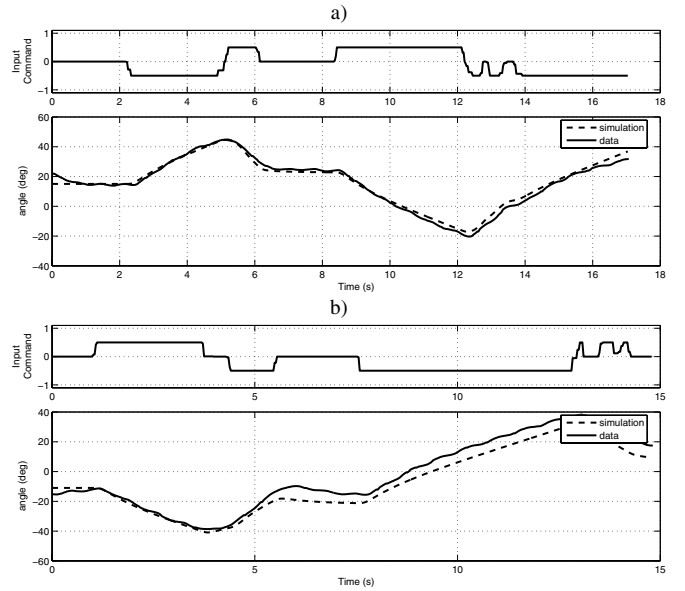 a)
1
0
−1
Input
Command
0 2 4 6 8 10 12 14 16 18
60
40
20
0
−20
−40
angle (deg)
simulation
data
0 2 4 6 8 10 12 14 16 18
Time (s)
b)
1
0
−1
Input
Command
0 5 10 15
40
20
0
−20
−40
−60
angle (deg)
simulation
data
0 5 10 15
Time (s)